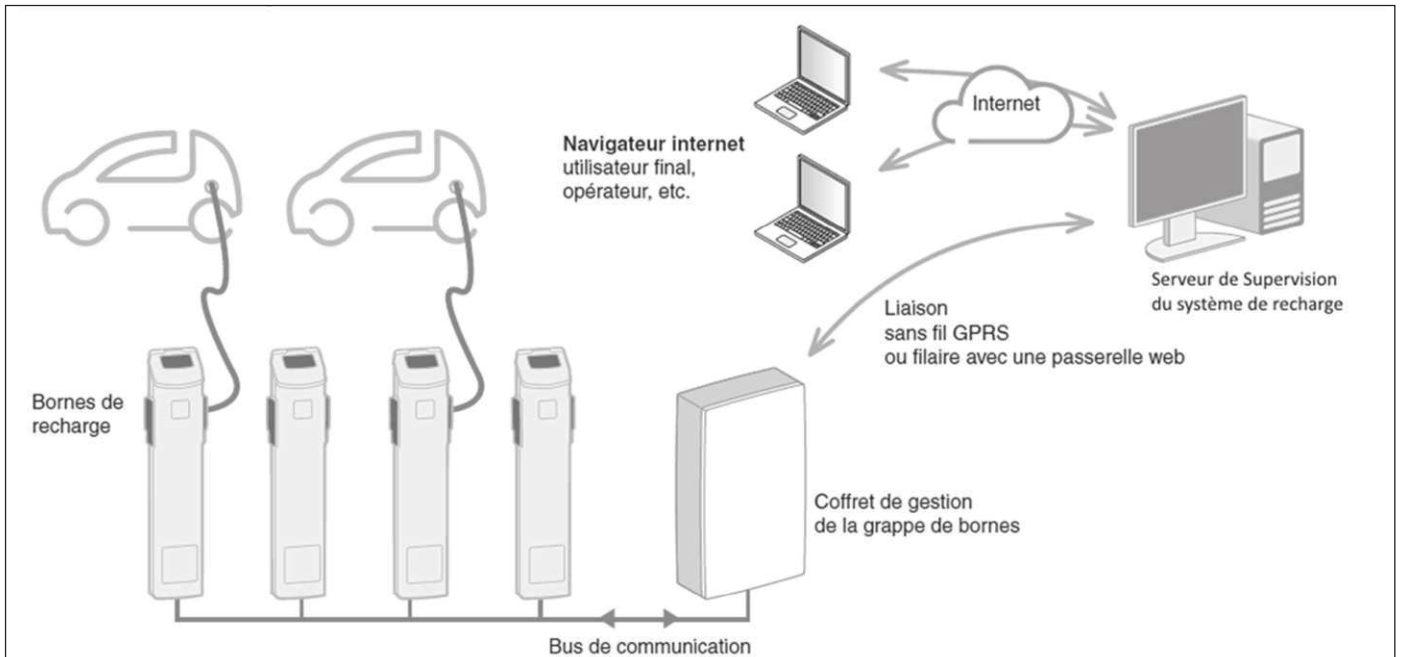 Internet
Navigateur internet
utilisateur final,
opérateur, etc.
Serveur de Supervision
du système de recharge
Liaison
sans fil GPRS
ou filaire avec une passerelle web
Bornes de
recharge
Coffret de gestion
de la grappe de bornes
Bus de communication